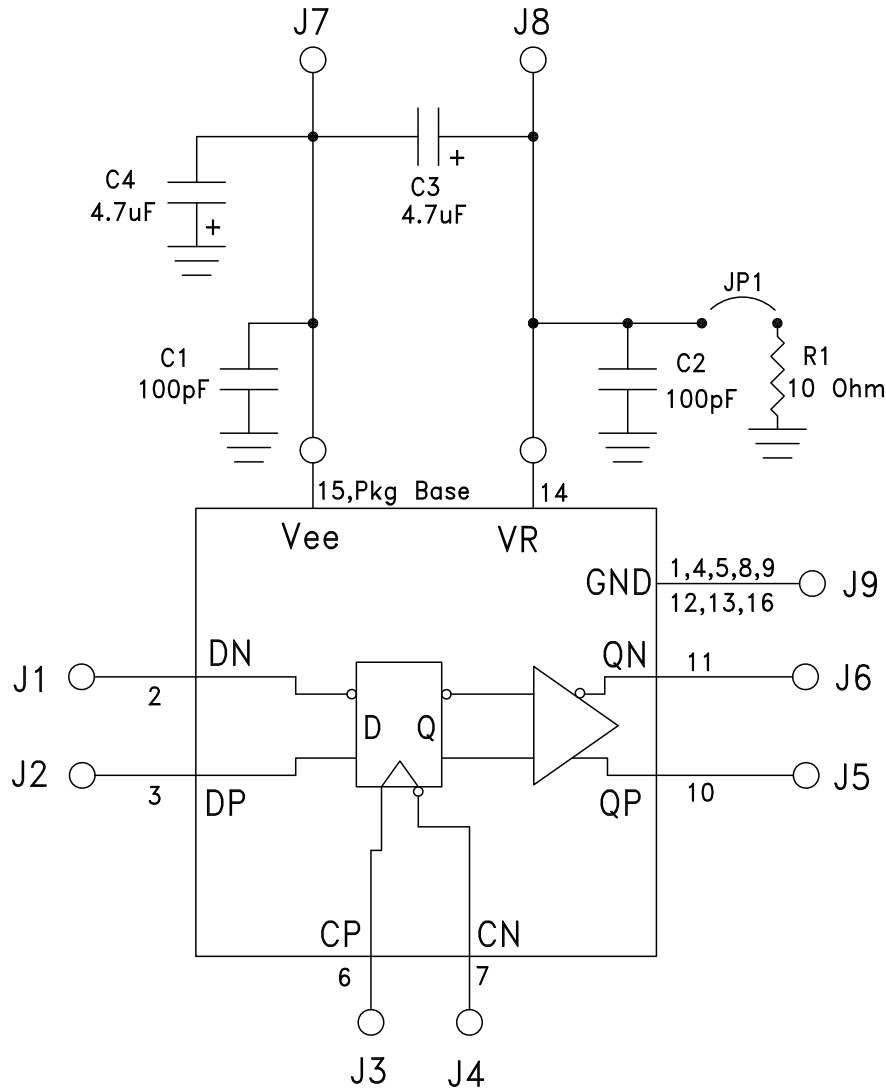 J7
J8
C4
4.7uF
+
C3
4.7uF
+
JP1
C1
100pF
C2
100pF
R1
10 Ohm
15,Pkg Base
14
Vee
VR
GND
1,4,5,8,9
12,13,16
J9
J1
2
DN
QN
11
J6
D
Q
J2
3
DP
QP
10
J5
CP
CN
6
7
J3
J4